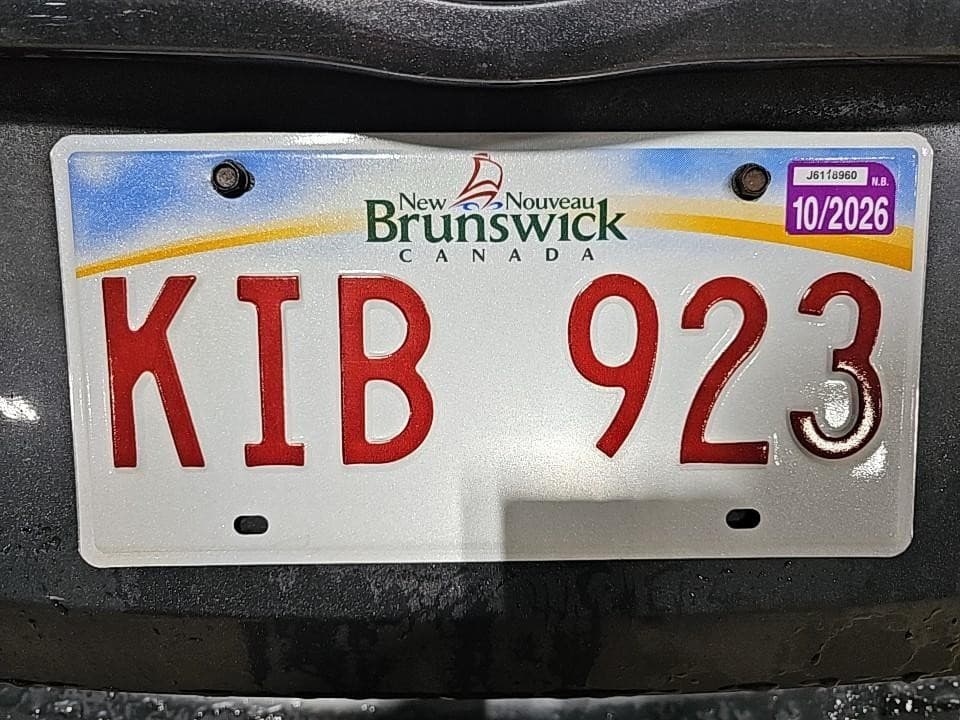 New Nouveau
Brunswick
CANADA
J6118960
N.B.
10/2026
KIB 923